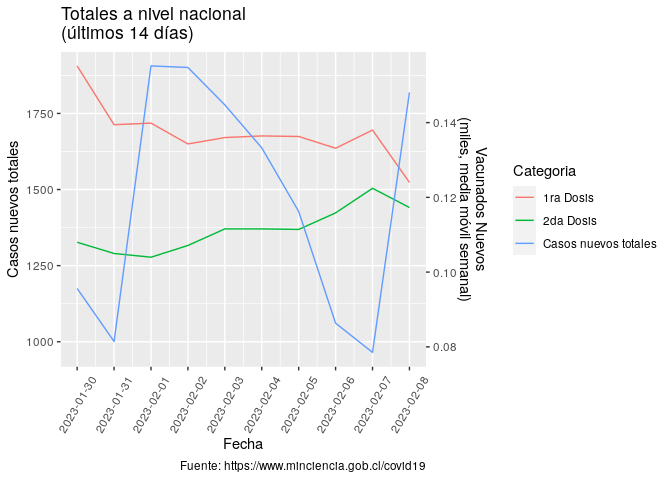 Totales a nivel nacional
(últimos 14 días)
Casos nuevos totales
1750
1500
1250
1000
0.14
0.12
0.10
0.08
Vacunados Nuevos
(miles, media móvil semanal)
2023-01-30
2023-01-31
2023-02-01
2023-02-02
2023-02-03
2023-02-04
2023-02-05
2023-02-06
2023-02-07
2023-02-08
Fecha
Categoria
1ra Dosis
2da Dosis
Casos nuevos totales
Fuente: https://www.minciencia.gob.cl/covid19